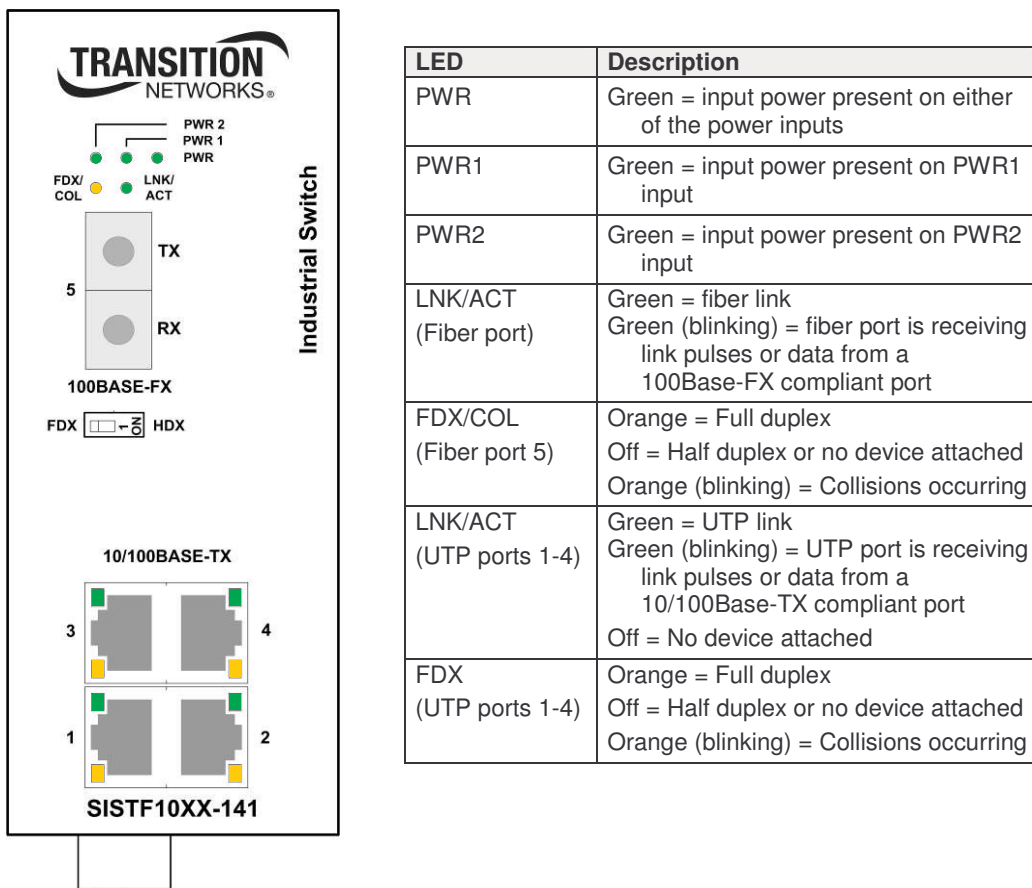 TRANSITION
NETWORKS®
PWR 2
PWR 1
PWR
FDX/
COL
LNK/
ACT
TX
5
RX
Industrial Switch
100BASE-FX
FDX
1
ON
HDX
10/100BASE-TX
3
4
1
2
SISTF10XX-141
LED
Description
PWR
Green = input power present on either
of the power inputs
PWR1
Green = input power present on PWR1
input
PWR2
Green = input power present on PWR2
input
LNK/ACT
(Fiber port)
Green = fiber link
Green (blinking) = fiber port is receiving
link pulses or data from a
100Base-FX compliant port
FDX/COL
(Fiber port 5)
Orange = Full duplex
Off = Half duplex or no device attached
Orange (blinking) = Collisions occurring
LNK/ACT
(UTP ports 1-4)
Green = UTP link
Green (blinking) = UTP port is receiving
link pulses or data from a
10/100Base-TX compliant port
Off = No device attached
FDX
(UTP ports 1-4)
Orange = Full duplex
Off = Half duplex or no device attached
Orange (blinking) = Collisions occurring